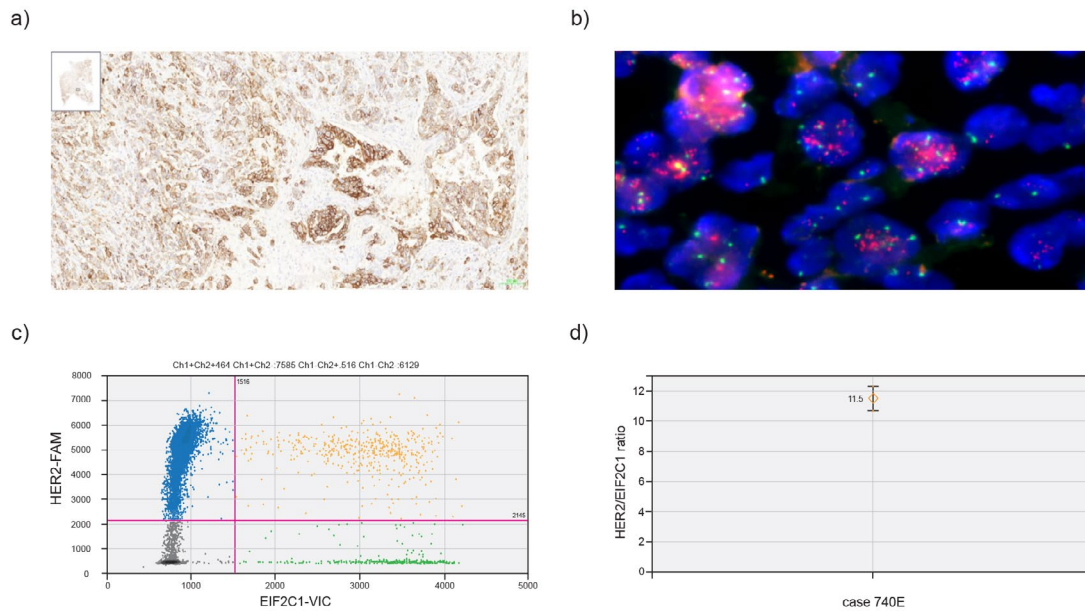 a)
b)
c)
d)
Ch1+Ch2+464 Ch1+Ch2 :7585 Ch1-Ch2+.516 Ch1-Ch2 :6129
8000
7000
6000
5000
4000
3000
2000
1000
0
HER2-FAM
1516
2145
0
1000
2000
3000
4000
5000
EIF2C1-VIC
12
10
8
6
4
2
0
HER2/EIF2C1 ratio
11.5
case 740E